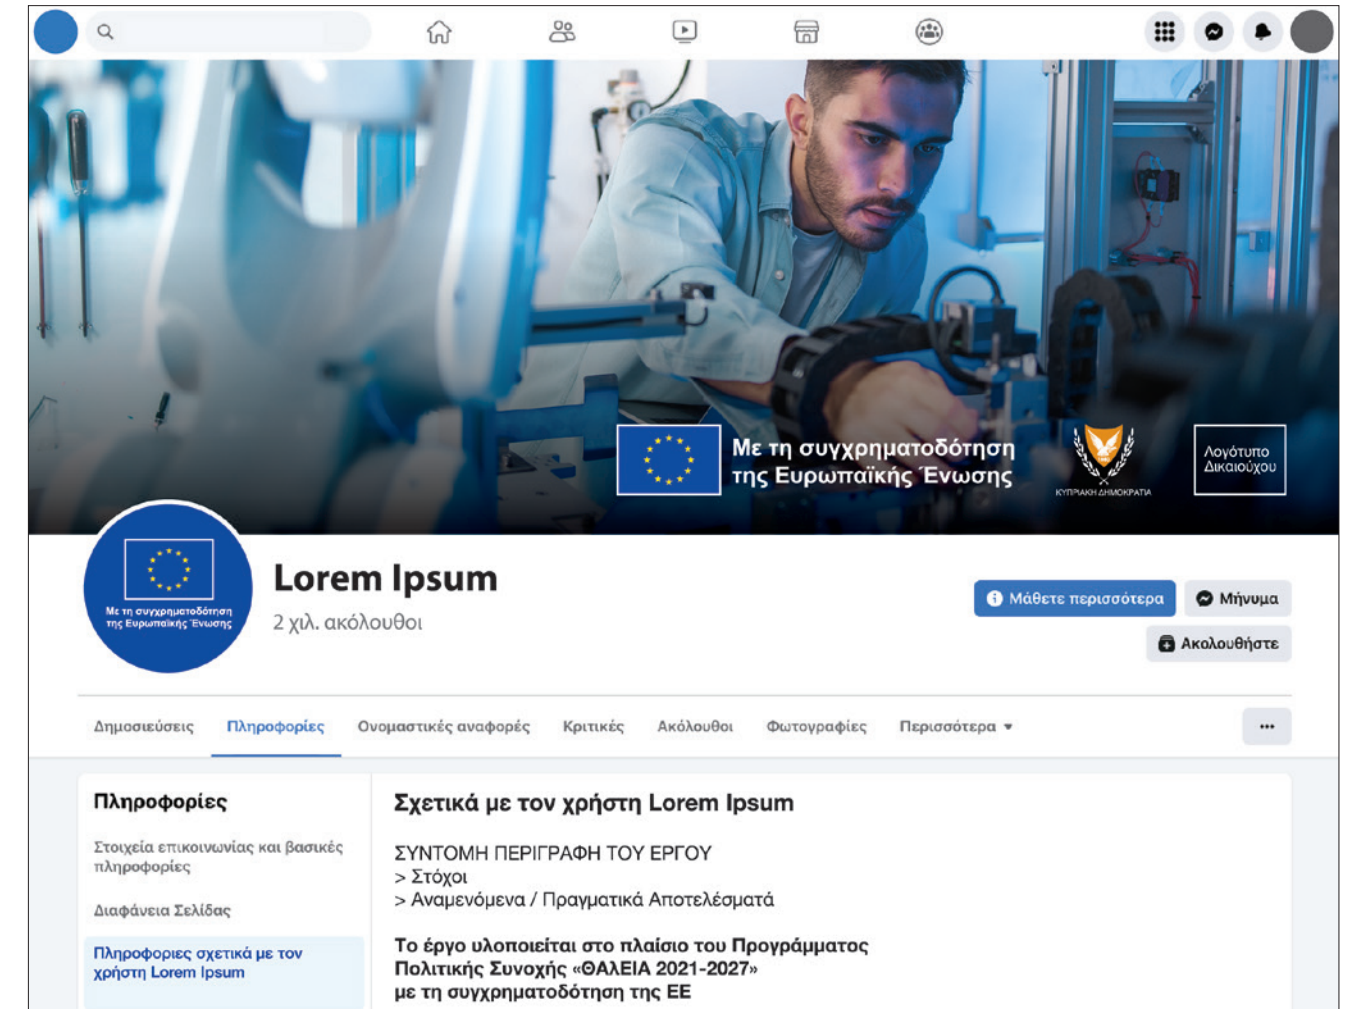 Με τη συγχρηματοδότηση
της Ευρωπαϊκής Ένωσης
ΚΥΠΡΙΑΚΗ ΔΗΜΟΚΡΑΤΙΑ
Λογότυπο
Δικαιούχου
Με τη συγχρηματοδότηση
της Ευρωπαϊκής Ένωσης
Lorem Ipsum
2 χιλ. ακόλουθοι
Μάθετε περισσότερα
Μήνυμα
Ακολουθήστε
Δημοσιεύσεις Πληροφορίες Ονομαστικές αναφορές Κριτικές Ακόλουθοι Φωτογραφίες Περισσότερα
Πληροφορίες
Στοιχεία επικοινωνίας και βασικές
πληροφορίες
Διαφάνεια Σελίδας
Πληροφοριες σχετικά με τον
χρήστη Lorem Ipsum
Σχετικά με τον χρήστη Lorem Ipsum
ΣΥΝΤΟΜΗ ΠΕΡΙΓΡΑΦΗ ΤΟΥ ΕΡΓΟΥ
> Στόχοι
> Αναμενόμενα / Πραγματικά Αποτελέσματά
Το έργο υλοποιείται στο πλαίσιο του Προγράμματος
Πολιτικής Συνοχής «ΘΑλΕΙΑ 2021-2027»
με τη συγχρηματοδότηση της ΕΕ